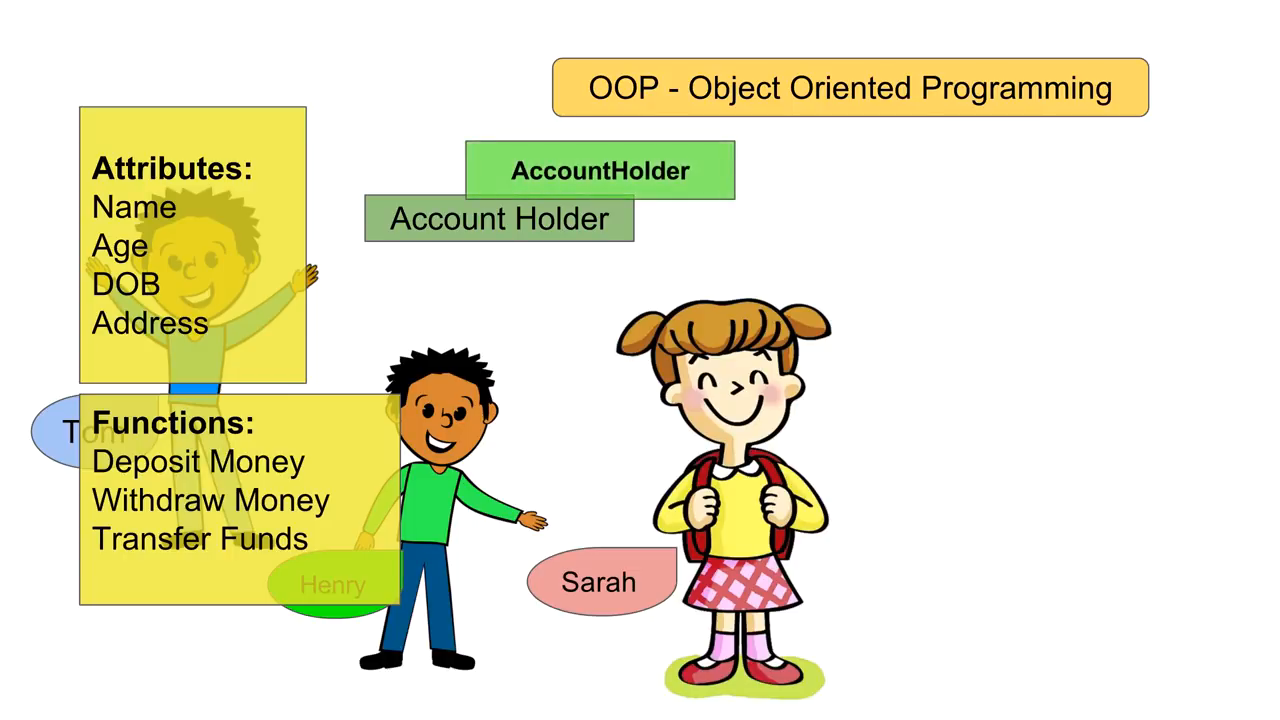 OOP - Object Oriented Programming
AccountHolder
Account Holder
Attributes:
Name
Age
DOB
Address
Tom
Functions:
Deposit Money
Withdraw Money
Transfer Funds
Henry
Sarah